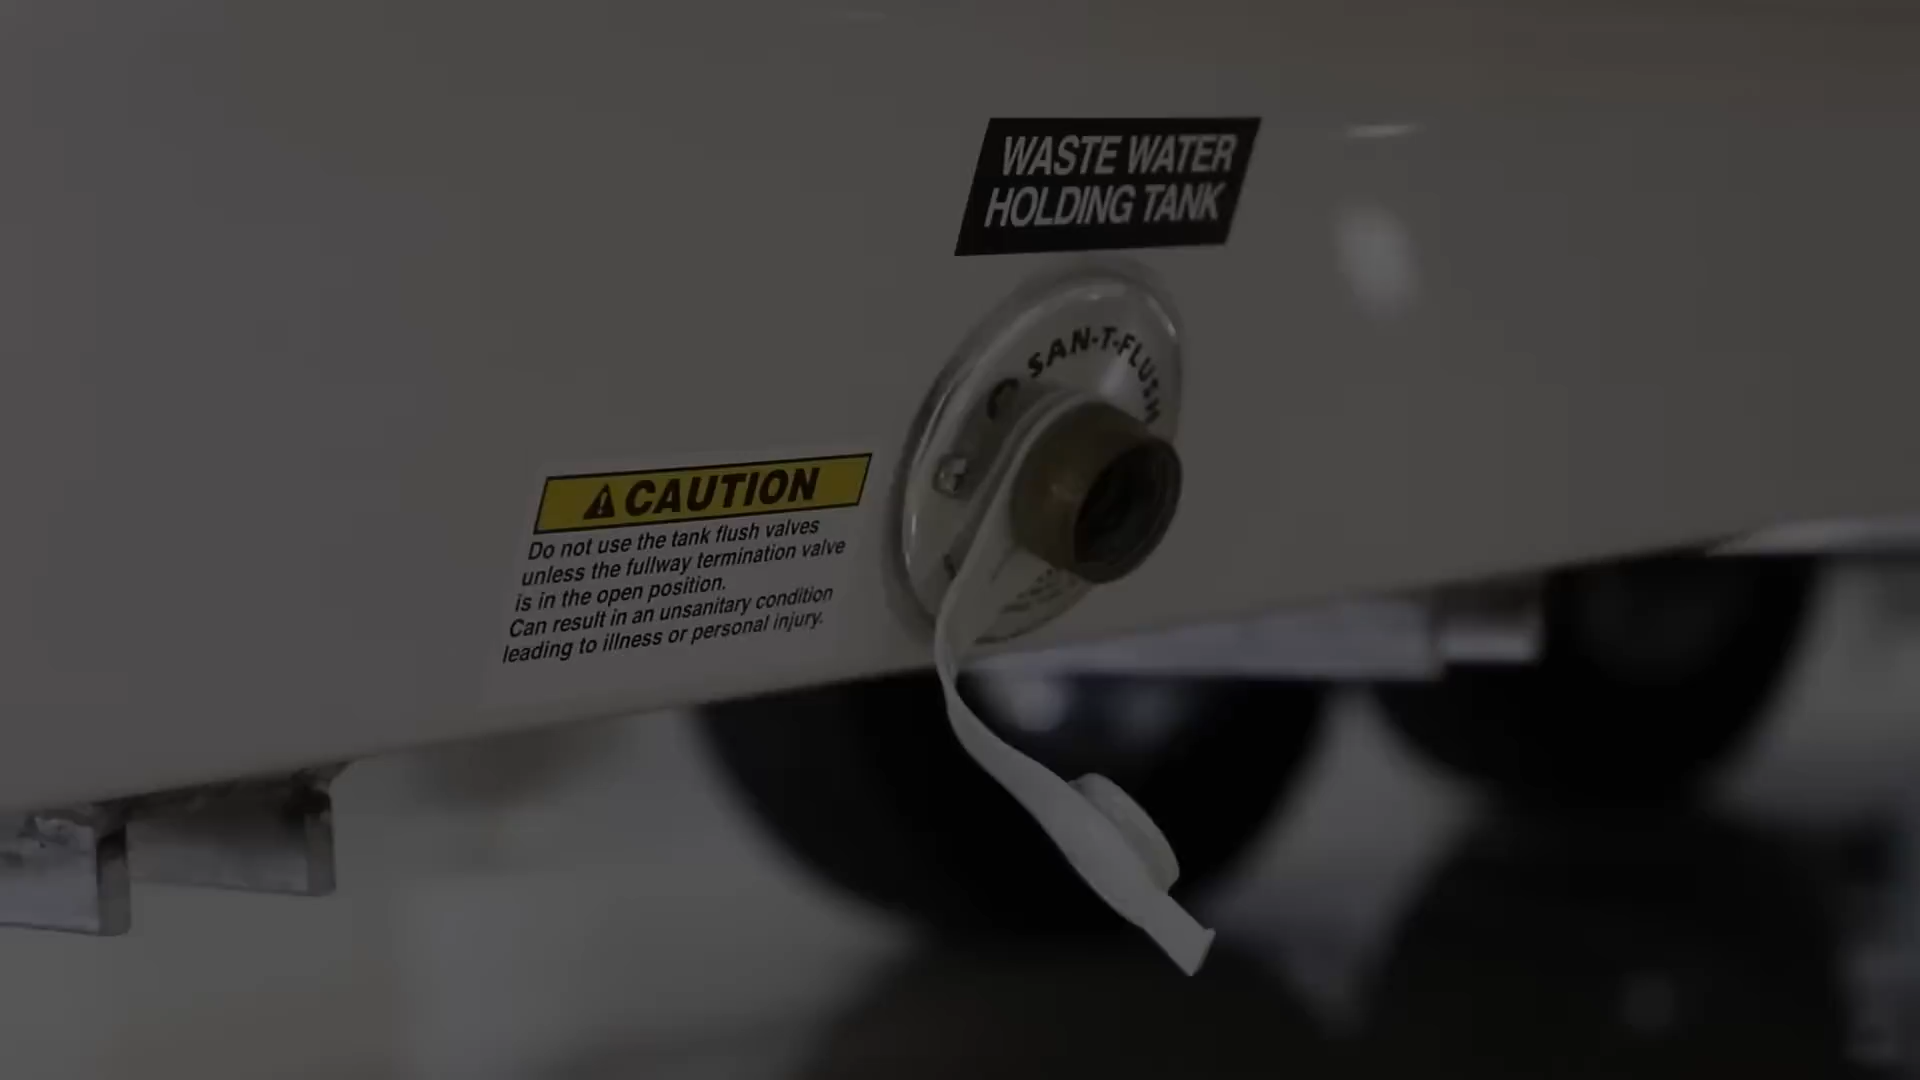 WASTE WATER
HOLDING TANK
SAN-T-FLUSH
CAUTION
Do not use the tank flush valves
unless the fullway termination valve
is in the open position.
Can result in an unsanitary condition
leading to illness or personal injury.